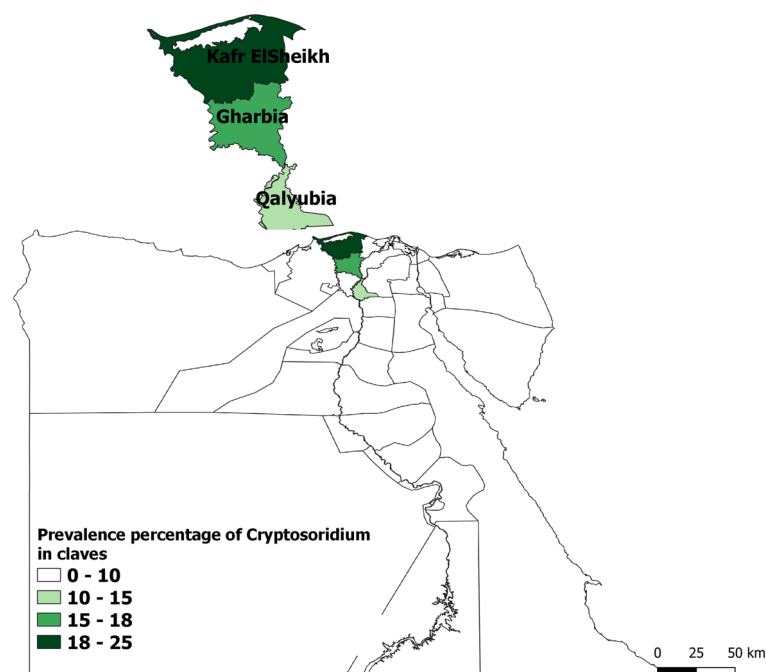 Kafr ElSheikh
Gharbia
Qalyubia
Prevalence percentage of Cryptosoridium
in claves
0 - 10
10 - 15
15 - 18
18 - 25
0 25 50 km